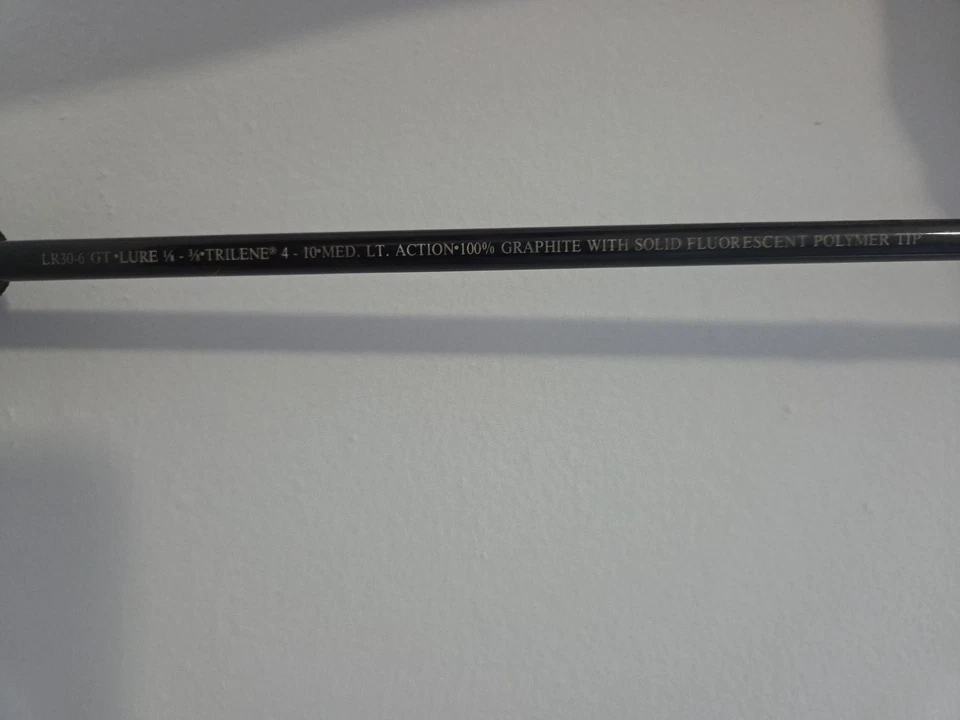 LR30-6 GT •LURE ⅛ - ⅜•TRILENE® 4 - 10•MED. LT. ACTION•100% GRAPHITE WITH SOLID FLUORESCENT POLYMER TIP